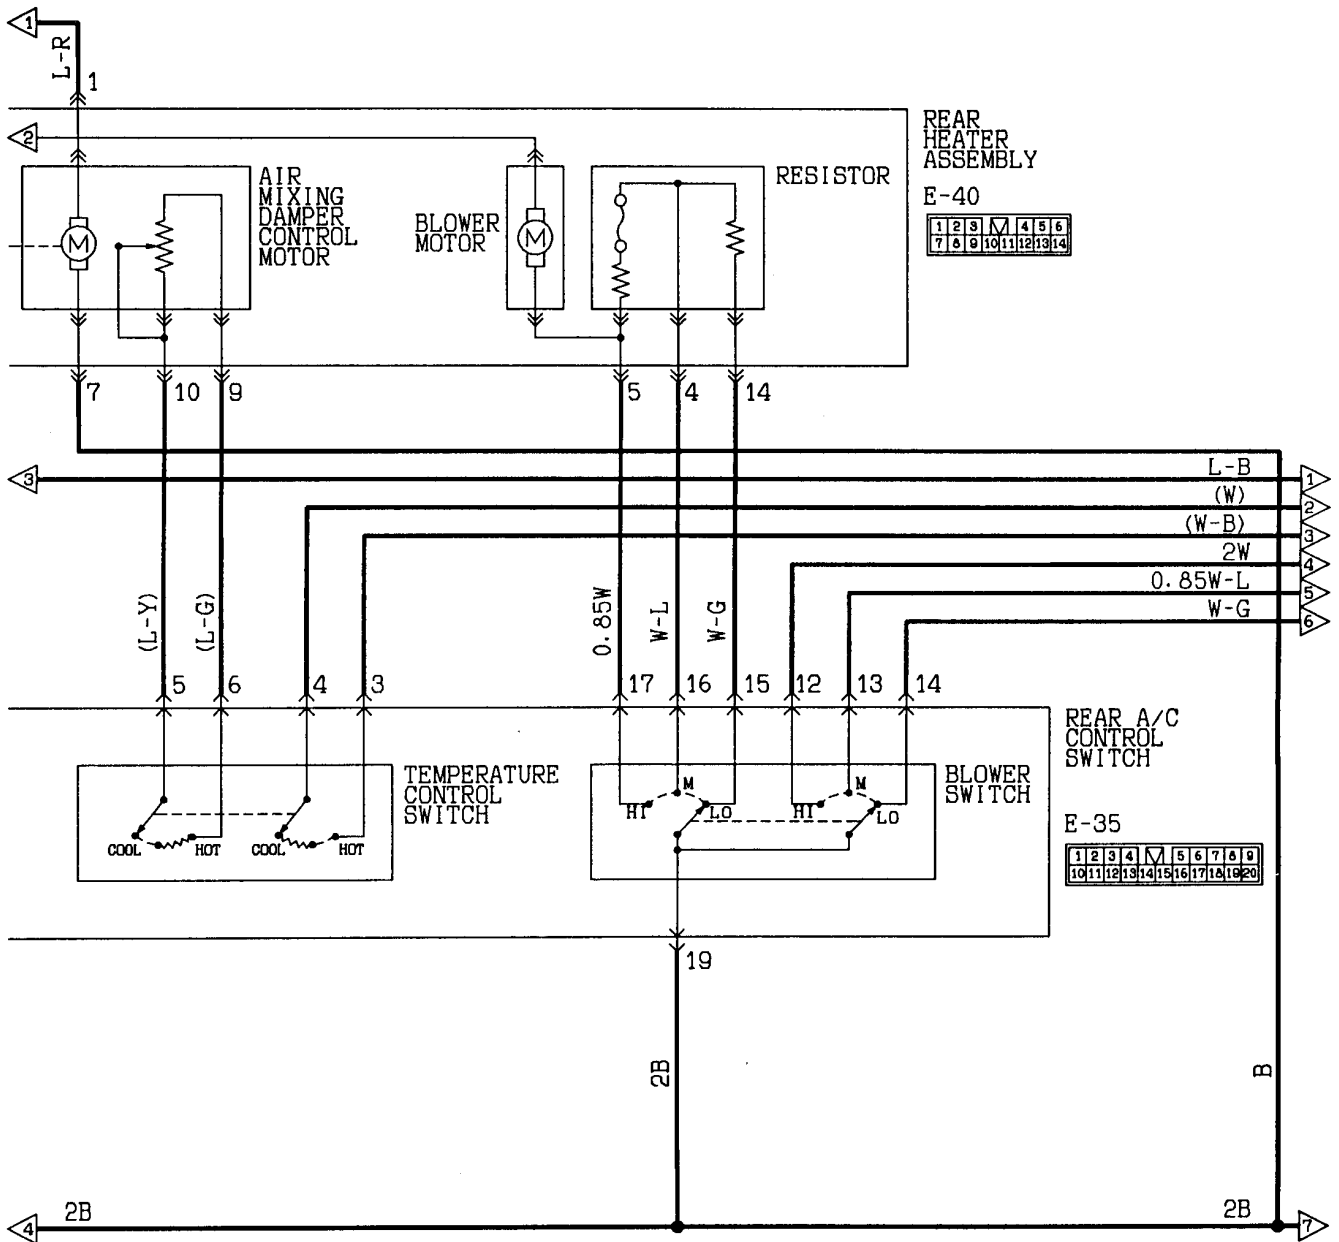 1
L-R
1
2
M
AIR
MIXING
DAMPER
CONTROL
MOTOR
BLOWER
MOTOR
M
RESISTOR
REAR
HEATER
ASSEMBLY
E-40
1 2 3 4 5 6
7 8 9 10 11 12 13 14
7 10 9 5 4 14
3
L-B
1
(W)
2
(W-B)
3
2W
4
0.85W-L
5
W-G
6
(L-Y)
(L-G)
0.85W
W-L
W-G
5 6 4 3 17 16 15 12 13 14
REAR A/C
CONTROL
SWITCH
TEMPERATURE
CONTROL
SWITCH
COOL HOT COOL HOT
HI M LO HI M LO
BLOWER
SWITCH
E-35
1 2 3 4 5 6 7 8 9
10 11 12 13 14 15 16 17 18 19 20
19
2B
B
4
2B
2B
7